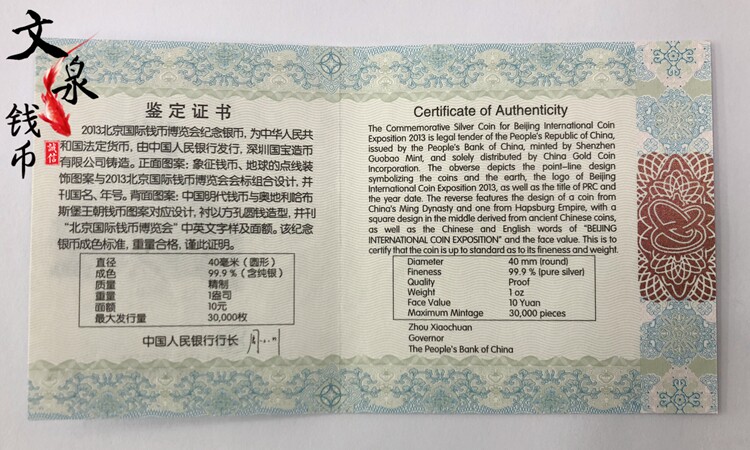 文泉钱币
诚信
鉴定证书
2013北京国际钱币博览会纪念银币，为中华人民共
和国法定货币，由中国人民银行发行，深圳国宝造币
有限公司铸造。正面图案：象征钱币、地球的点线装
饰图案与2013北京国际钱币博览会会标组合设计，并
刊国名、年号。背面图案：中国明代钱币与奥地利哈布
斯堡王朝钱币图案对应设计，衬以方孔圆钱造型，并刊
“北京国际钱币博览会”中英文字样及面额。该纪念
银币成色标准，重量合格，谨此证明。
直径 40毫米（圆形）
成色 99.9%（含纯银）
质量 精制
重量 1盎司
面额 10元
最大发行量 30,000枚
中国人民银行行长
Certificate of Authenticity
The Commemorative Silver Coin for Beijing International Coin
Exposition 2013 is legal tender of the People's Republic of China,
issued by the People's Bank of China, minted by Shenzhen
Guobao Mint, and solely distributed by China Gold Coin
Incorporation. The obverse depicts the point-line design
symbolizing the coins and the earth, the logo of Beijing
International Coin Exposition 2013, as well as the title of PRC and
the year date. The reverse features the design of a coin from
China's Ming Dynasty and one from Hapsburg Empire, with a
square design in the middle derived from ancient Chinese coins,
as well as the Chinese and English words of "BEIJING
INTERNATIONAL COIN EXPOSITION" and the face value. This is to
certify that the coin is up to standard as to its fineness and weight.
Diameter 40 mm (round)
Fineness 99.9 % (pure silver)
Quality Proof
Weight 1 oz
Face Value 10 Yuan
Maximum Mintage 30,000 pieces
Zhou Xiaochuan
Governor
The People's Bank of China